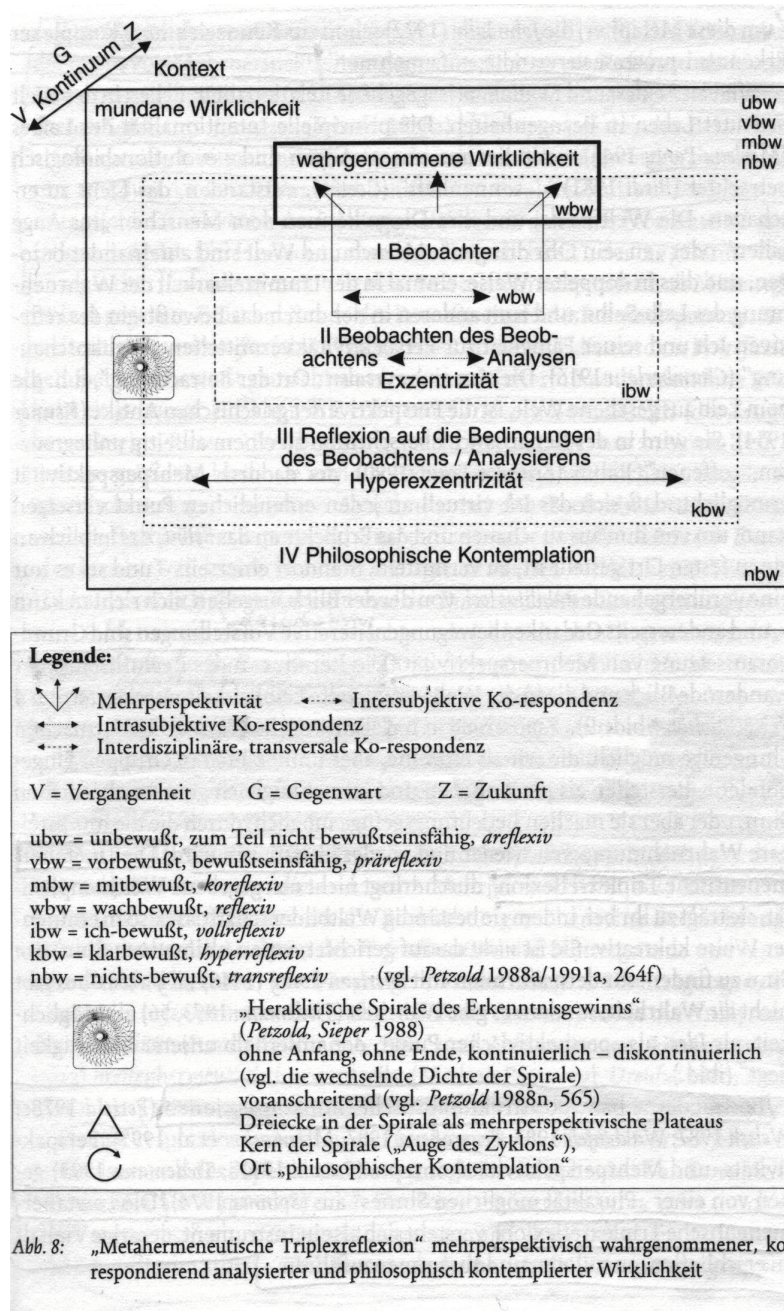 G
V Kontinuum Z
Kontext
mundane Wirklichkeit
ubw
vbw
mbw
nbw
wahrgenommene Wirklichkeit
wbw
I Beobachter
wbw
II Beobachten des Beob-
achtens Analysen
Exzentrizität
ibw
III Reflexion auf die Bedingungen
des Beobachtens / Analysierens
Hyperexzentrizität
kbw
IV Philosophische Kontemplation
nbw
Legende:
Mehrperspektivität Intersubjektive Ko-respondenz
Intersubjektive Ko-respondenz
Interdisziplinäre, transversale Ko-respondenz
V = Vergangenheit G = Gegenwart Z = Zukunft
ubw = unbewußt, zum Teil nicht bewußtseinsfähig, areflexiv
vbw = vorbewußt, bewußtseinsfähig, präreflexiv
mbw = mitbewußt, koreflexiv
wbw = wachbewußt, reflexiv
ibw = ich-bewußt, vollreflexiv
kbw = klarbewußt, hyperreflexiv
nbw = nichts-bewußt, transreflexiv (vgl. Petzold 1988a/1991a, 264f)
„Heraklitische Spirale des Erkenntnisgewinns“
(Petzold, Sieper 1988)
ohne Anfang, ohne Ende, kontinuierlich – diskontinuierlich
(vgl. die wechselnde Dichte der Spirale)
voranschreitend (vgl. Petzold 1988n, 565)
Dreiecke in der Spirale als mehrperspektivische Plateaus
Kern der Spirale („Auge des Zyklons“),
Ort „philosophischer Kontemplation“
Abb. 8: „Metahermeneutische Triplexreflexion“ mehrperspektivisch wahrgenommener, ko
respondierend analysierter und philosophisch kontemplierter Wirklichkeit